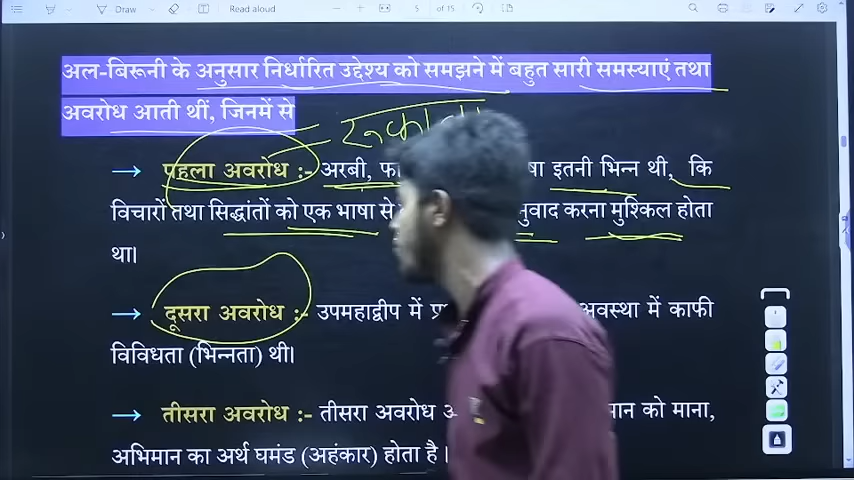 Draw
Read aloud
5 of 15
अल-बिरूनी के अनुसार निर्धारित उद्देश्य को समझने में बहुत सारी समस्याएं तथा
अवरोध आती थीं, जिनमें से
→ पहला अवरोध :- अरबी, इतनी भिन्न थी, कि
विचारों तथा सिद्धांतों को एक भाषा से करना मुश्किल होता
था।
→ दूसरा अवरोध :- उपमहाद्वीप में अवस्था में काफी
विविधता (भिन्नता) थी।
→ तीसरा अवरोध :- तीसरा अवरोध को माना,
अभिमान का अर्थ घमंड (अहंकार) होता है।